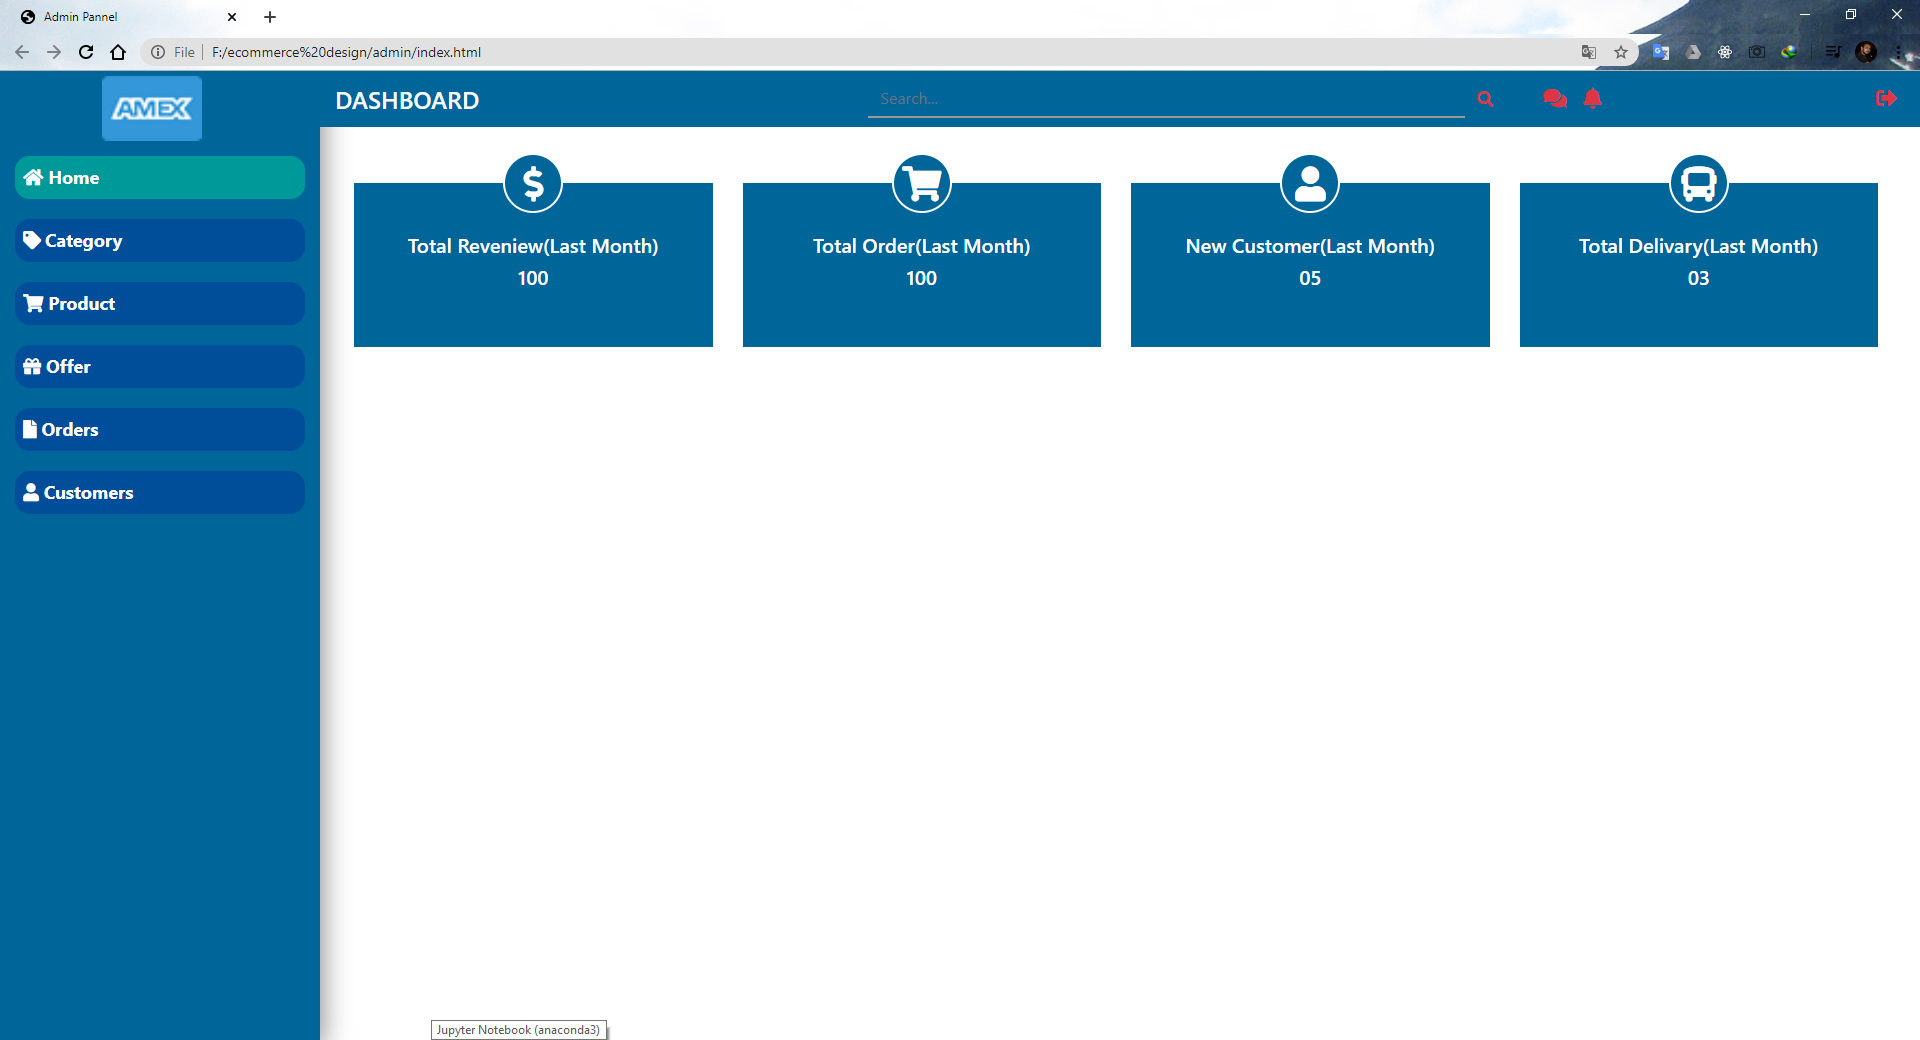 Admin Pannel
File
F:/ecommerce%20design/admin/index.html
AMEX
DASHBOARD
Search...
Home
Category
Product
Offer
Orders
Customers
Total Reveniew(Last Month)
100
Total Order(Last Month)
100
New Customer(Last Month)
05
Total Delivary(Last Month)
03
Jupyter Notebook (anaconda3)